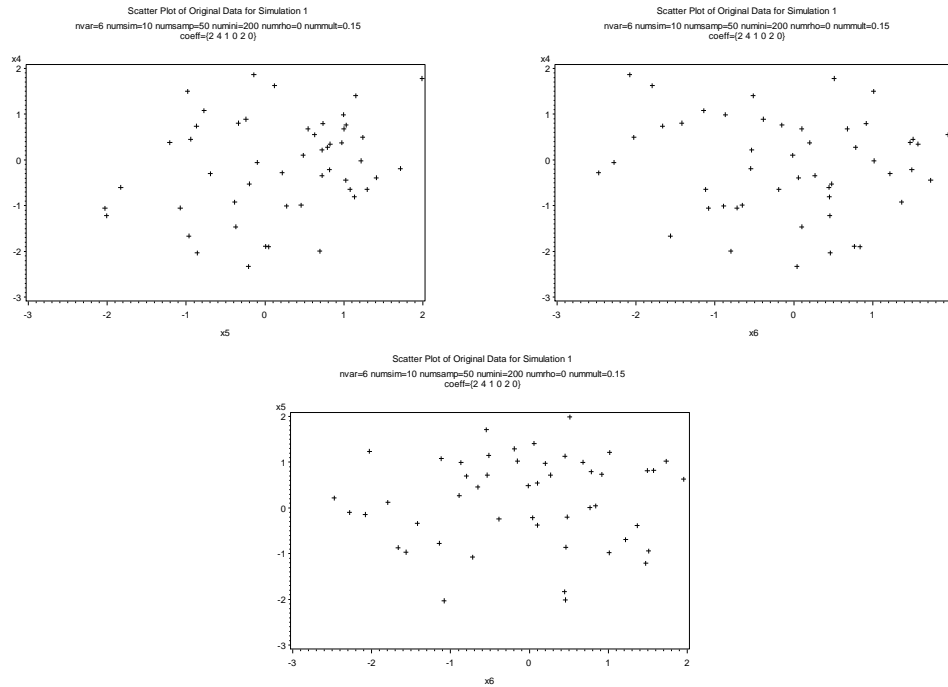 Scatter Plot of Original Data for Simulation 1
nvar=6 numsim=10 numsamp=50 numini=200 numrho=0 nummult=0.15
coeff={2 4 1 0 2 0}
x4
2
1
0
-1
-2
-3
-3 -2 -1 0 1 2
x5
Scatter Plot of Original Data for Simulation 1
nvar=6 numsim=10 numsamp=50 numini=200 numrho=0 nummult=0.15
coeff={2 4 1 0 2 0}
x4
2
1
0
-1
-2
-3
-3 -2 -1 0 1 2
x6
Scatter Plot of Original Data for Simulation 1
nvar=6 numsim=10 numsamp=50 numini=200 numrho=0 nummult=0.15
coeff={2 4 1 0 2 0}
x5
2
1
0
-1
-2
-3
-3 -2 -1 0 1 2
x6